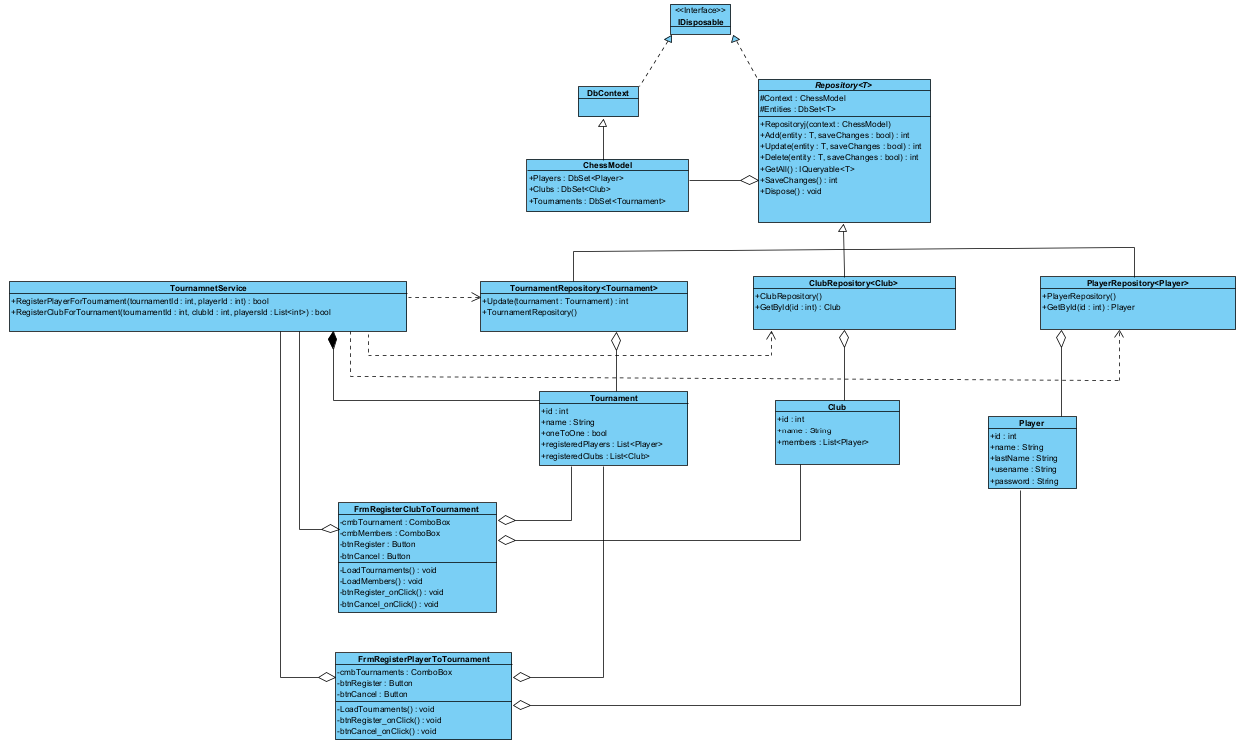 <<Interface>>
IDisposable
DbContext
Repository<T>
#Context : ChessModel
#Entities : DbSet<T>
+Repositoryj(context : ChessModel)
+Add(entity : T, saveChanges : bool) : int
+Update(entity : T, saveChanges : bool) : int
+Delete(entity : T, saveChanges : bool) : int
+GetAll() : IQueryable<T>
+SaveChanges() : int
+Dispose() : void
ChessModel
+Players : DbSet<Player>
+Clubs : DbSet<Club>
+Tournaments : DbSet<Tournament>
TournamnetService
+RegisterPlayerForTournament(tournamentId : int, playerId : int) : bool
+RegisterClubForTournament(tournamentId : int, clubId : int, playersId : List<int>) : bool
TournamentRepository<Tournament>
+Update(tournament : Tournament) : int
+TournamentRepository()
ClubRepository<Club>
+ClubRepository()
+GetById(id : int) : Club
PlayerRepository<Player>
+PlayerRepository()
+GetById(id : int) : Player
Tournament
+id : int
+name : String
+oneToOne : bool
+registeredPlayers : List<Player>
+registeredClubs : List<Club>
Club
+id : int
+name : String
+members : List<Player>
Player
+id : int
+name : String
+lastName : String
+usename : String
+password : String
FrmRegisterClubToTournament
-cmbTournament : ComboBox
-cmbMembers : ComboBox
-btnRegister : Button
-btnCancel : Button
-LoadTournaments() : void
-LoadMembers() : void
-btnRegister_onClick() : void
-btnCancel_onClick() : void
FrmRegisterPlayerToTournament
-cmbTournaments : ComboBox
-btnRegister : Button
-btnCancel : Button
-LoadTournaments() : void
-btnRegister_onClick() : void
-btnCancel_onClick() : void